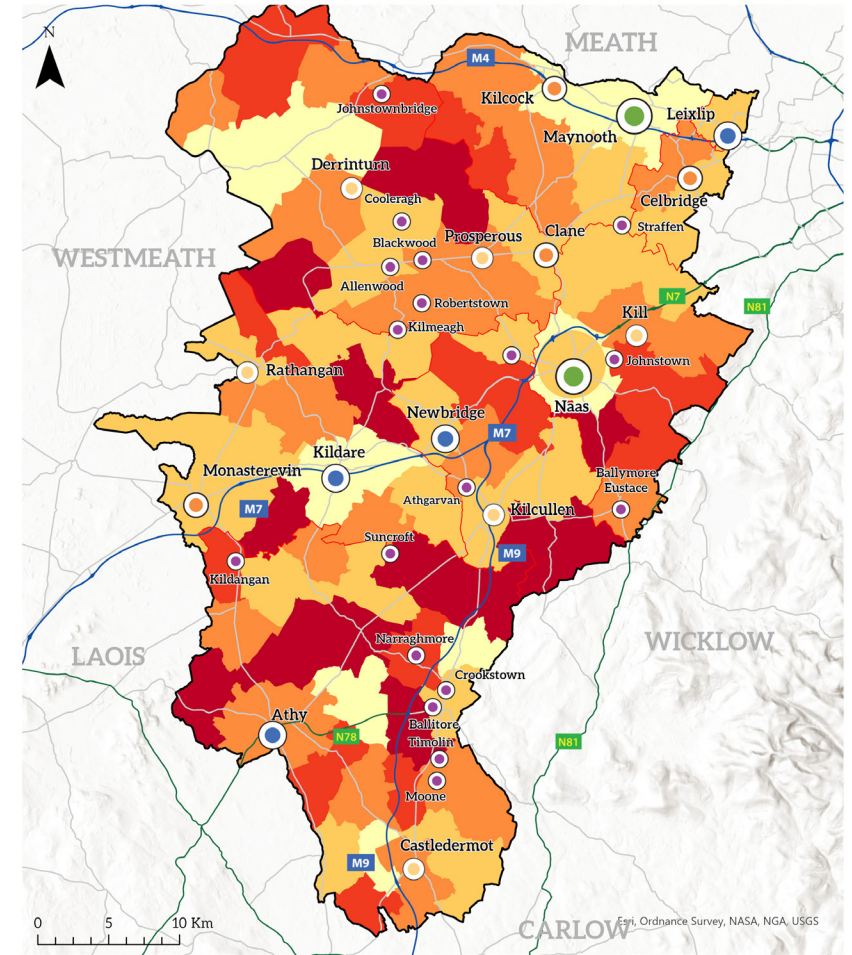 N
MEATH
M4
Kilcock
Johnstownbridge
Maynooth
Leixlip
Derrinturn
Cooleragh
Celbridge
Straffen
Blackwood
Prosperous
Clane
WESTMEATH
Allenwood
N7
N81
Robertstown
Kill
Kilmeagh
Johnstown
Rathangan
Naas
Newbridge
M7
Kildare
Monasterevin
Ballymore
Eustace
Athgarvan
M7
Kilcullen
Suncroft
M9
Kildangan
Narraghmore
WICKLOW
LAOIS
Crookstown
Athy
Ballitore
N78
Timolin
N81
Moone
Castledermot
M9
0 5 10 Km
Esri, Ordnance Survey, NASA, NGA, USGS
CARLOW